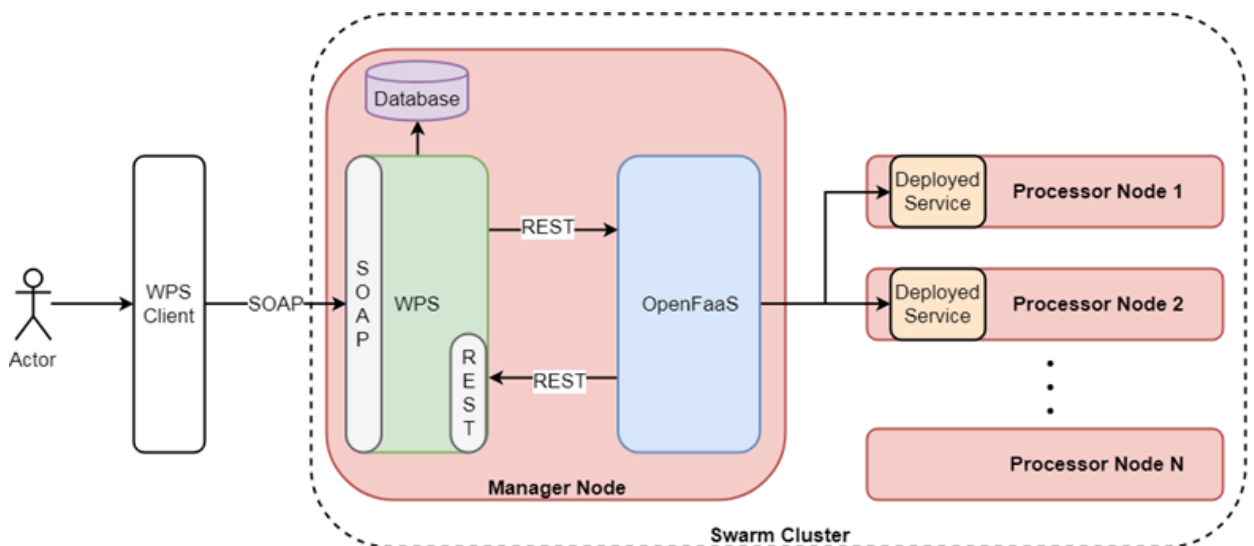 Database
Deployed
Service
Processor Node 1
REST
S
O
A
P
WPS
Client
SOAP
WPS
OpenFaaS
Deployed
Service
Processor Node 2
Actor
R
E
S
T
REST
Processor Node N
Manager Node
Swarm Cluster